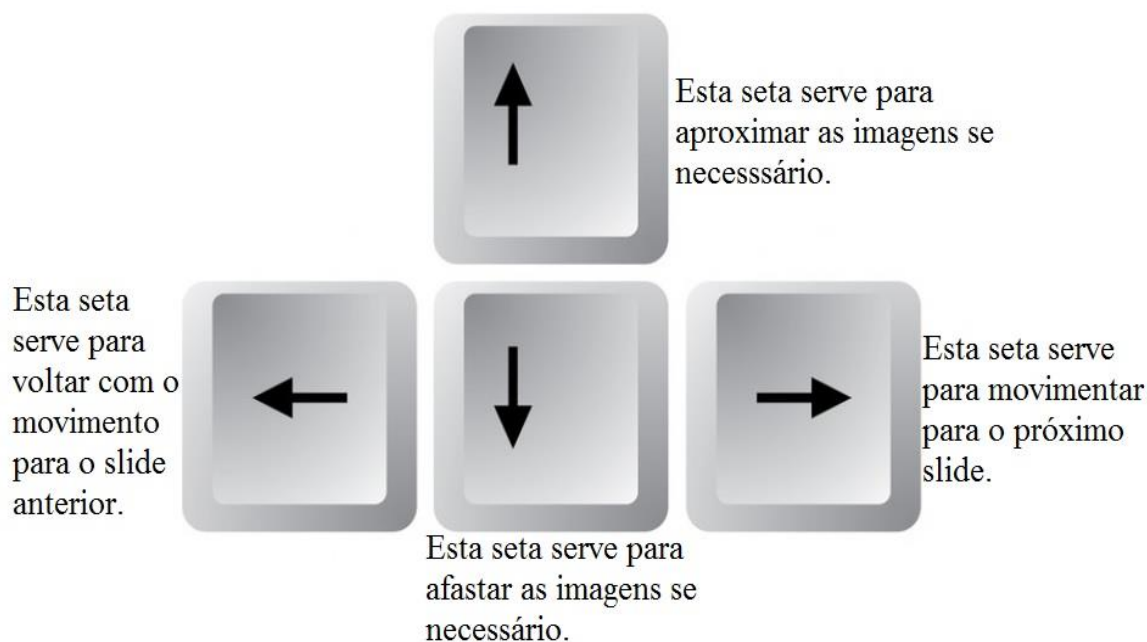 Esta seta serve para
aproximar as imagens se
necesssário.
Esta seta
serve para
voltar com o
movimento
para o slide
anterior.
Esta seta serve
para movimentar
para o próximo
slide.
Esta seta serve para
afastar as imagens se
necessário.